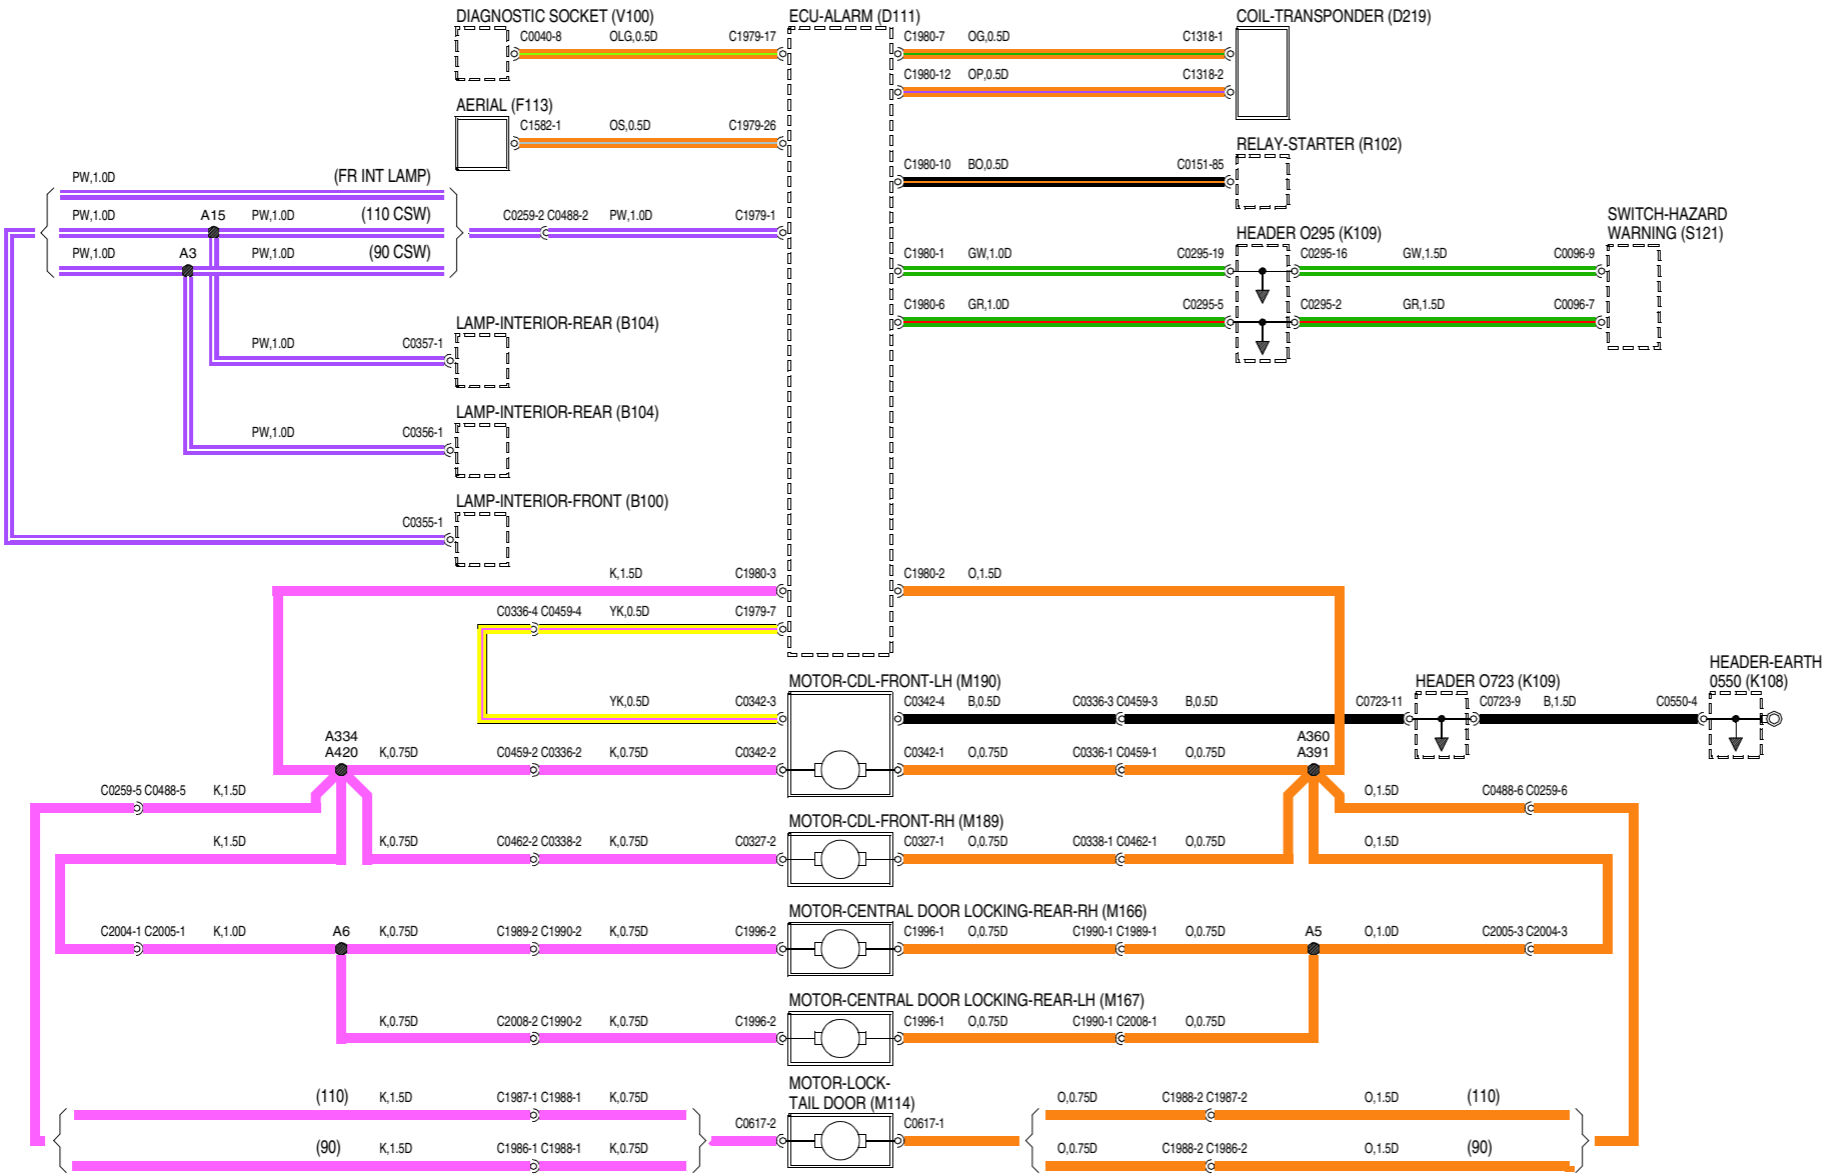 DIAGNOSTIC SOCKET (V100) ECU-ALARM (D111) COIL-TRANSPONDER (D219)
C0040-8 OLG,0.5D C1979-17 C1980-7 OG,0.5D C1318-1
C1980-12 OP,0.5D C1318-2
AERIAL (F113)
C1582-1 OS,0.5D C1979-26
RELAY-STARTER (R102)
C1980-10 BO,0.5D C0151-85
PW,1.0D (FR INT LAMP)
PW,1.0D A15 PW,1.0D (110 CSW) C0259-2 C0488-2 PW,1.0D C1979-1
SWITCH-HAZARD
WARNING (S121)
HEADER O295 (K109)
PW,1.0D A3 PW,1.0D (90 CSW) C1980-1 GW,1.0D C0295-19 C0295-16 GW,1.5D C0096-9
C1980-6 GR,1.0D C0295-5 C0295-2 GR,1.5D C0096-7
LAMP-INTERIOR-REAR (B104)
PW,1.0D C0357-1
LAMP-INTERIOR-REAR (B104)
PW,1.0D C0356-1
LAMP-INTERIOR-FRONT (B100)
C0355-1
K,1.5D C1980-3 C1980-2 O,1.5D
C0336-4 C0459-4 YK,0.5D C1979-7
HEADER-EARTH
0550 (K108)
MOTOR-CDL-FRONT-LH (M190) HEADER O723 (K109)
YK,0.5D C0342-3 C0342-4 B,0.5D C0336-3 C0459-3 B,0.5D C0723-11 C0723-9 B,1.5D C0550-4
A334 A360
A420 K,0.75D C0459-2 C0336-2 K,0.75D C0342-2 C0342-1 O,0.75D C0336-1 C0459-1 O,0.75D A391
C0259-5 C0488-5 K,1.5D O,1.5D C0488-6 C0259-6
MOTOR-CDL-FRONT-RH (M189)
K,1.5D K,0.75D C0462-2 C0338-2 K,0.75D C0327-2 C0327-1 O,0.75D C0338-1 C0462-1 O,0.75D O,1.5D
MOTOR-CENTRAL DOOR LOCKING-REAR-RH (M166)
C2004-1 C2005-1 K,1.0D A6 K,0.75D C1989-2 C1990-2 K,0.75D C1996-2 C1996-1 O,0.75D C1990-1 C1989-1 O,0.75D A5 O,1.0D C2005-3 C2004-3
MOTOR-CENTRAL DOOR LOCKING-REAR-LH (M167)
K,0.75D C2008-2 C1990-2 K,0.75D C1996-2 C1996-1 O,0.75D C1990-1 C2008-1 O,0.75D
MOTOR-LOCK-
TAIL DOOR (M114)
(110) K,1.5D C1987-1 C1988-1 K,0.75D O,0.75D C1988-2 C1987-2 O,1.5D (110)
C0617-2 C0617-1
(90) K,1.5D C1986-1 C1988-1 K,0.75D O,0.75D C1988-2 C1986-2 O,1.5D (90)